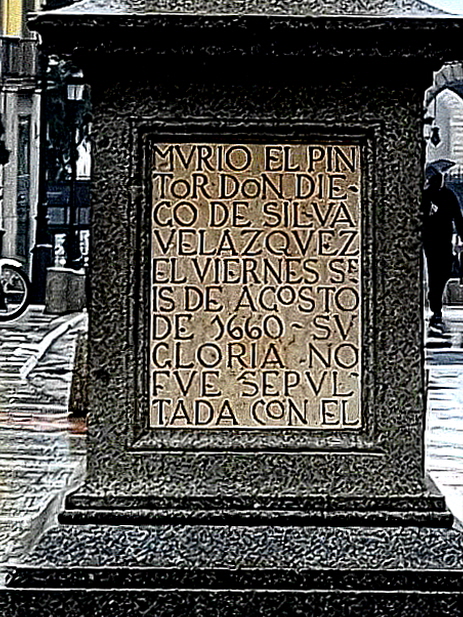 MVRIO EL PIN
TOR DON DIE-
GO DE SILVA
VELAZQVEZ
EL VIERNES SE
IS DE AGOSTO
DE 1660 ~ SV
GLORIA · NO
FVE SEPVL-
TADA CON EL